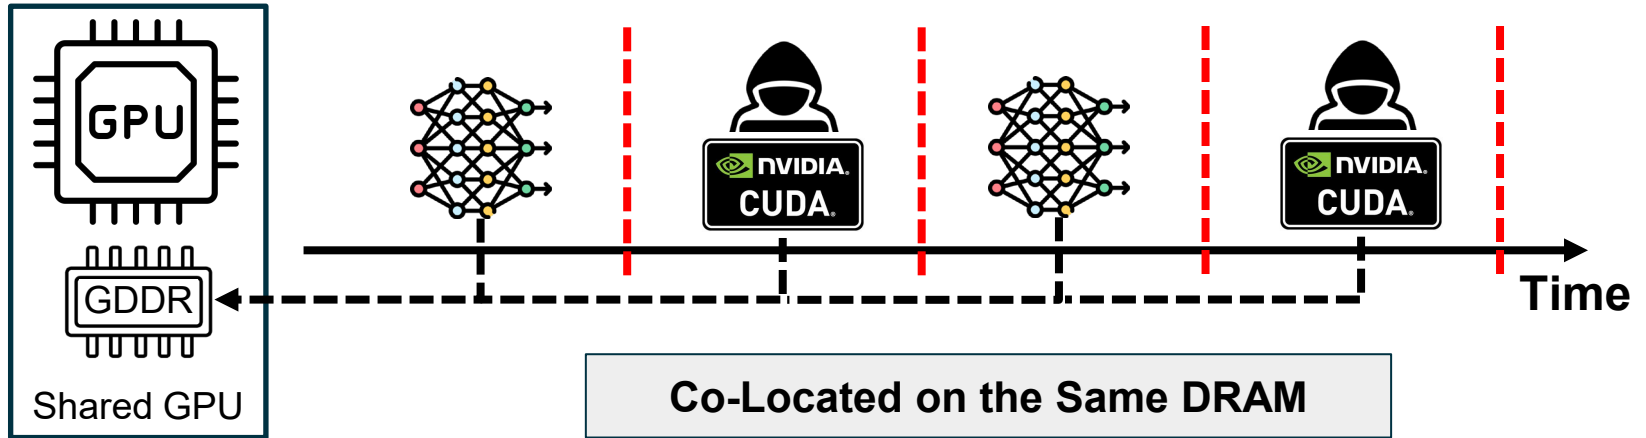 GPU
GDDR
Shared GPU
NVIDIA.
CUDA.
NVIDIA.
CUDA.
Time
Co-Located on the Same DRAM